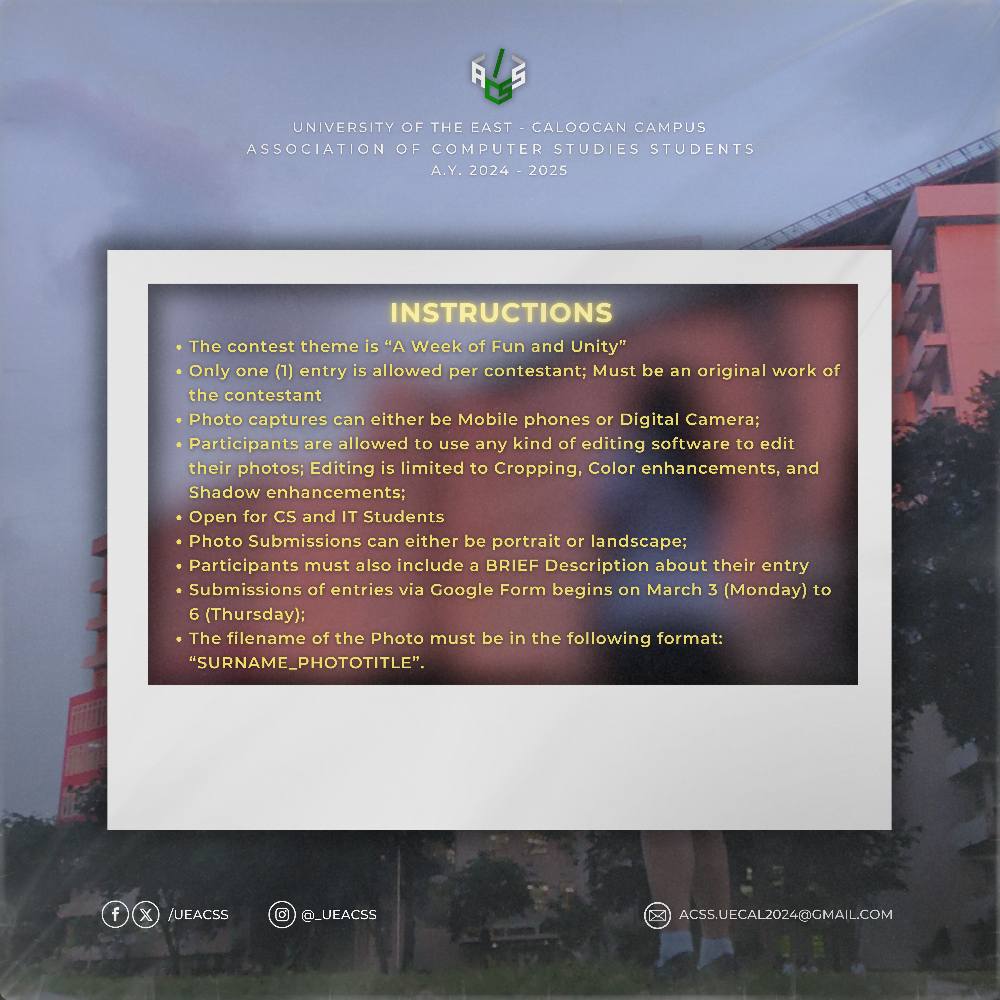 A/S
CS
UNIVERSITY OF THE EAST - CALOOCAN CAMPUS
ASSOCIATION OF COMPUTER STUDIES STUDENTS
A.Y. 2024 - 2025
INSTRUCTIONS
• The contest theme is “A Week of Fun and Unity”
• Only one (1) entry is allowed per contestant; Must be an original work of
the contestant
• Photo captures can either be Mobile phones or Digital Camera;
• Participants are allowed to use any kind of editing software to edit
their photos; Editing is limited to Cropping, Color enhancements, and
Shadow enhancements;
• Open for CS and IT Students
• Photo Submissions can either be portrait or landscape;
• Participants must also include a BRIEF Description about their entry
• Submissions of entries via Google Form begins on March 3 (Monday) to
6 (Thursday);
• The filename of the Photo must be in the following format:
“SURNAME_PHOTOTITLE”.
/UEACSS @_UEACSS ACSS.UECAL2024@GMAIL.COM